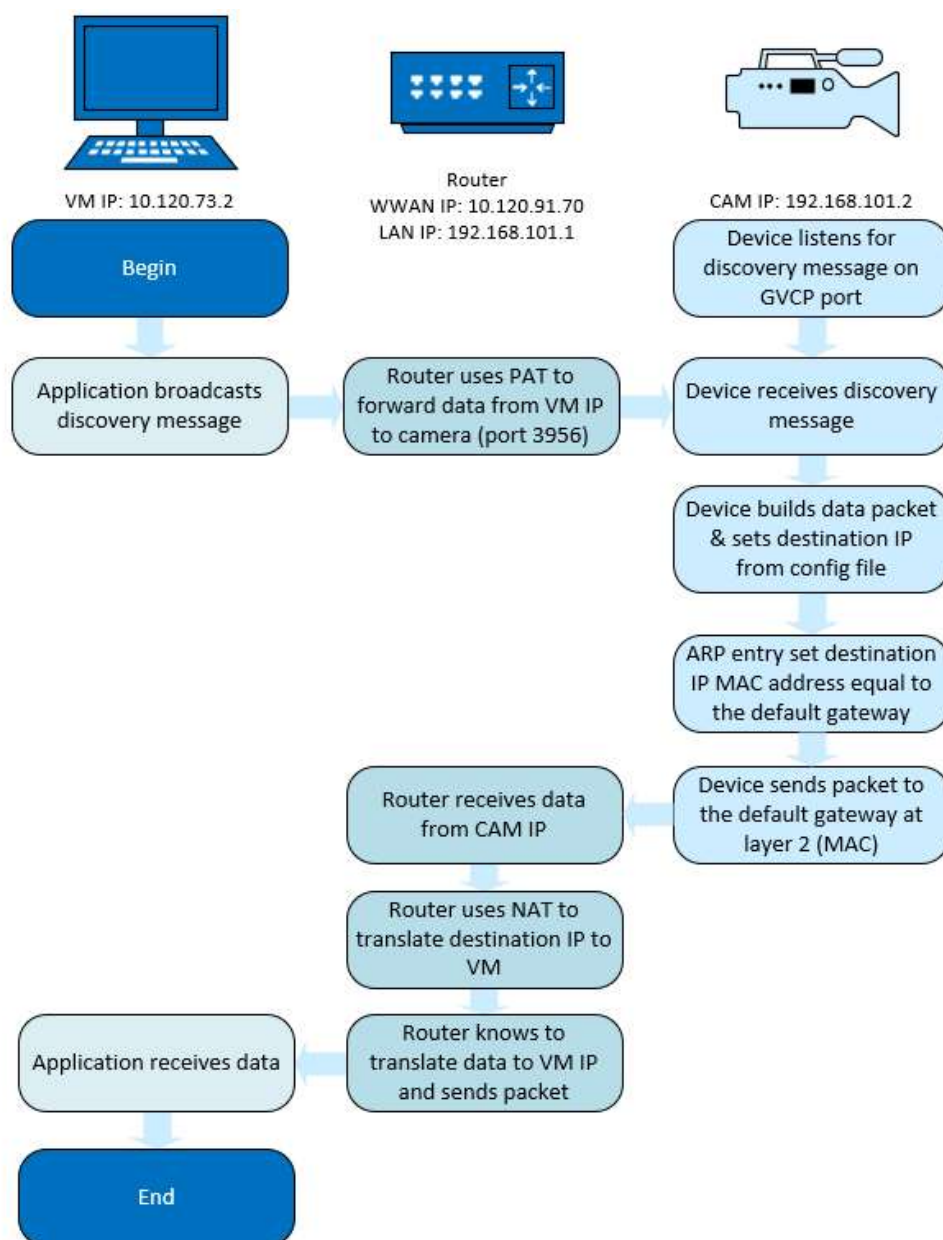 VM IP: 10.120.73.2
Router
WWAN IP: 10.120.91.70
LAN IP: 192.168.101.1
CAM IP: 192.168.101.2
Begin
Device listens for
discovery message on
GVCP port
Application broadcasts
discovery message
Router uses PAT to
forward data from VM IP
to camera (port 3956)
Device receives discovery
message
Device builds data packet
& sets destination IP
from config file
ARP entry set destination
IP MAC address equal to
the default gateway
Device sends packet to
the default gateway at
layer 2 (MAC)
Router receives data
from CAM IP
Router uses NAT to
translate destination IP to
VM
Router knows to
translate data to VM IP
and sends packet
Application receives data
End